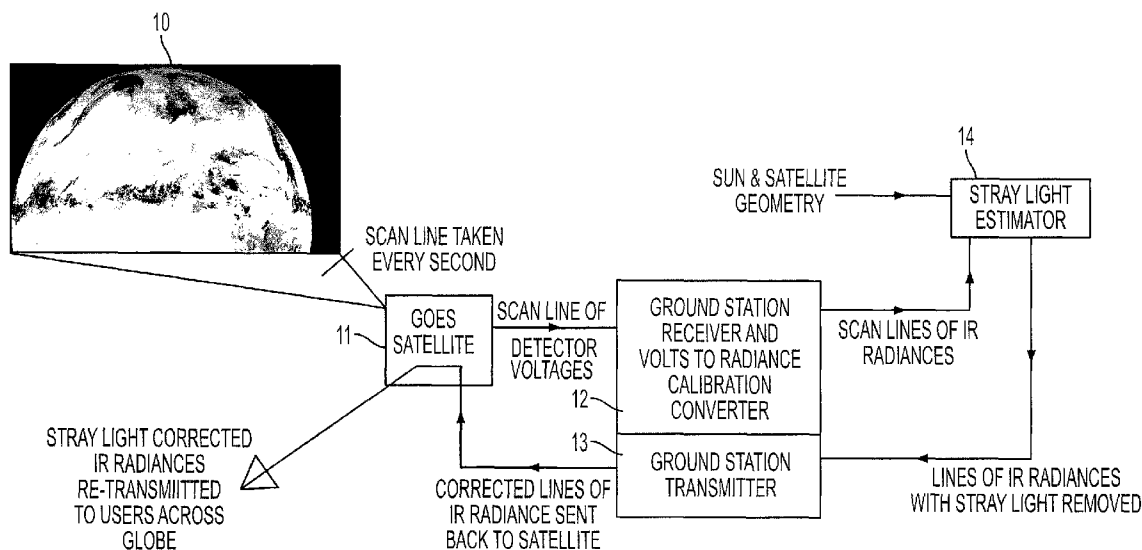 10
SCAN LINE TAKEN
EVERY SECOND
11
GOES
SATELLITE
SCAN LINE OF
DETECTOR
VOLTAGES
GROUND STATION
RECEIVER AND
VOLTS TO RADIANCE
CALIBRATION
CONVERTER
12
SCAN LINES OF IR
RADIANCES
SUN & SATELLITE
GEOMETRY
14
STRAY LIGHT
ESTIMATOR
LINES OF IR RADIANCES
WITH STRAY LIGHT REMOVED
13
GROUND STATION
TRANSMITTER
CORRECTED LINES OF
IR RADIANCE SENT
BACK TO SATELLITE
STRAY LIGHT CORRECTED
IR RADIANCES
RE-TRANSMIITTED
TO USERS ACROSS
GLOBE